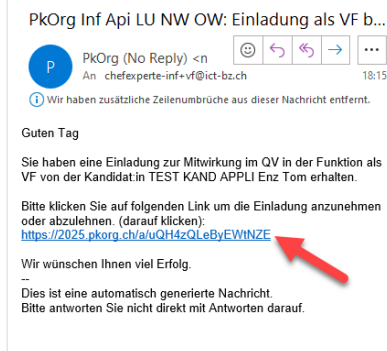 PkOrg Inf Api LU NW OW: Einladung als VF b...
P
PkOrg (No Reply) <n
An chefexperte-inf+vf@ict-bz.ch
18:15
Wir haben zusätzliche Zeilenumbrüche aus dieser Nachricht entfernt.
Guten Tag
Sie haben eine Einladung zur Mitwirkung im QV in der Funktion als
VF von der Kandidat:in TEST KAND APPLI Enz Tom erhalten.
Bitte klicken Sie auf folgenden Link um die Einladung anzunehmen
oder abzulehnen. (darauf klicken):
https://2025.pkorg.ch/a/uQH4zQLeByEWtNZE
Wir wünschen Ihnen viel Erfolg.
--
Dies ist eine automatisch generierte Nachricht.
Bitte antworten Sie nicht direkt mit Antworten darauf.